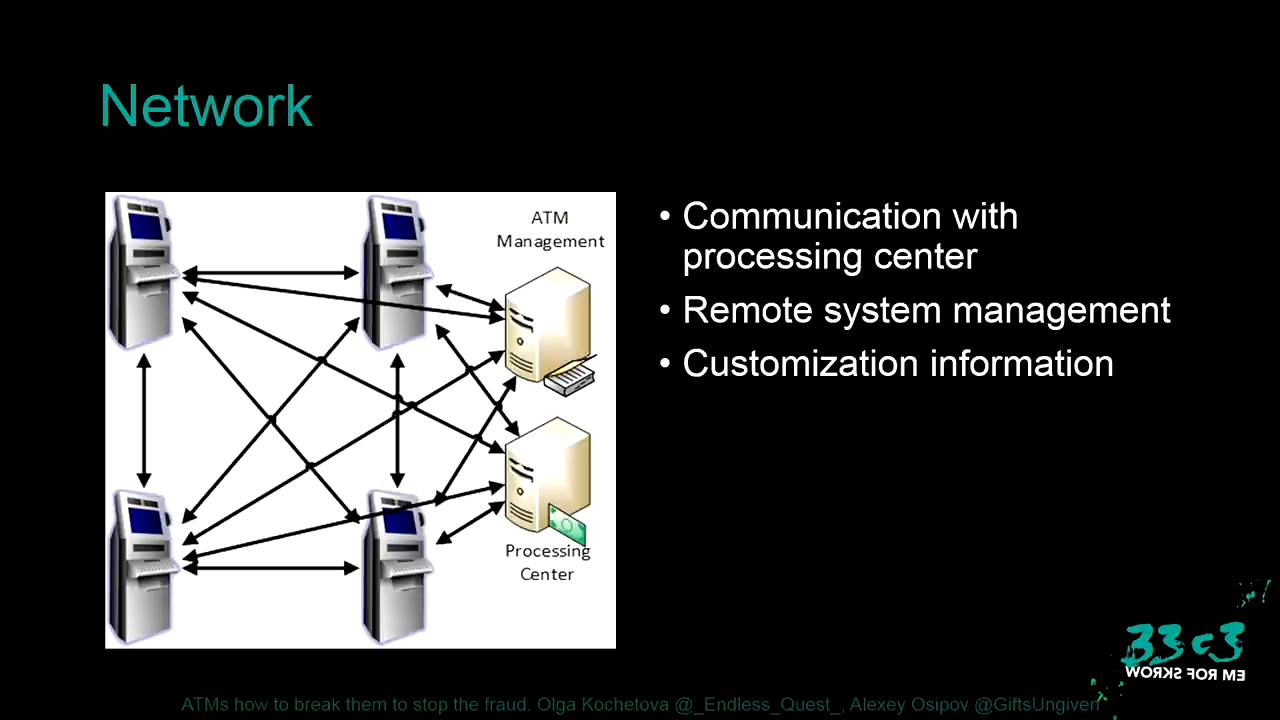 Network
ATM
Management
Processing
Center
• Communication with
processing center
• Remote system management
• Customization information
33c3
WORKS FOR ME
ATMs how to break them to stop the fraud. Olga Kochetova @_Endless_Quest_, Alexey Osipov @GiftsUngiven